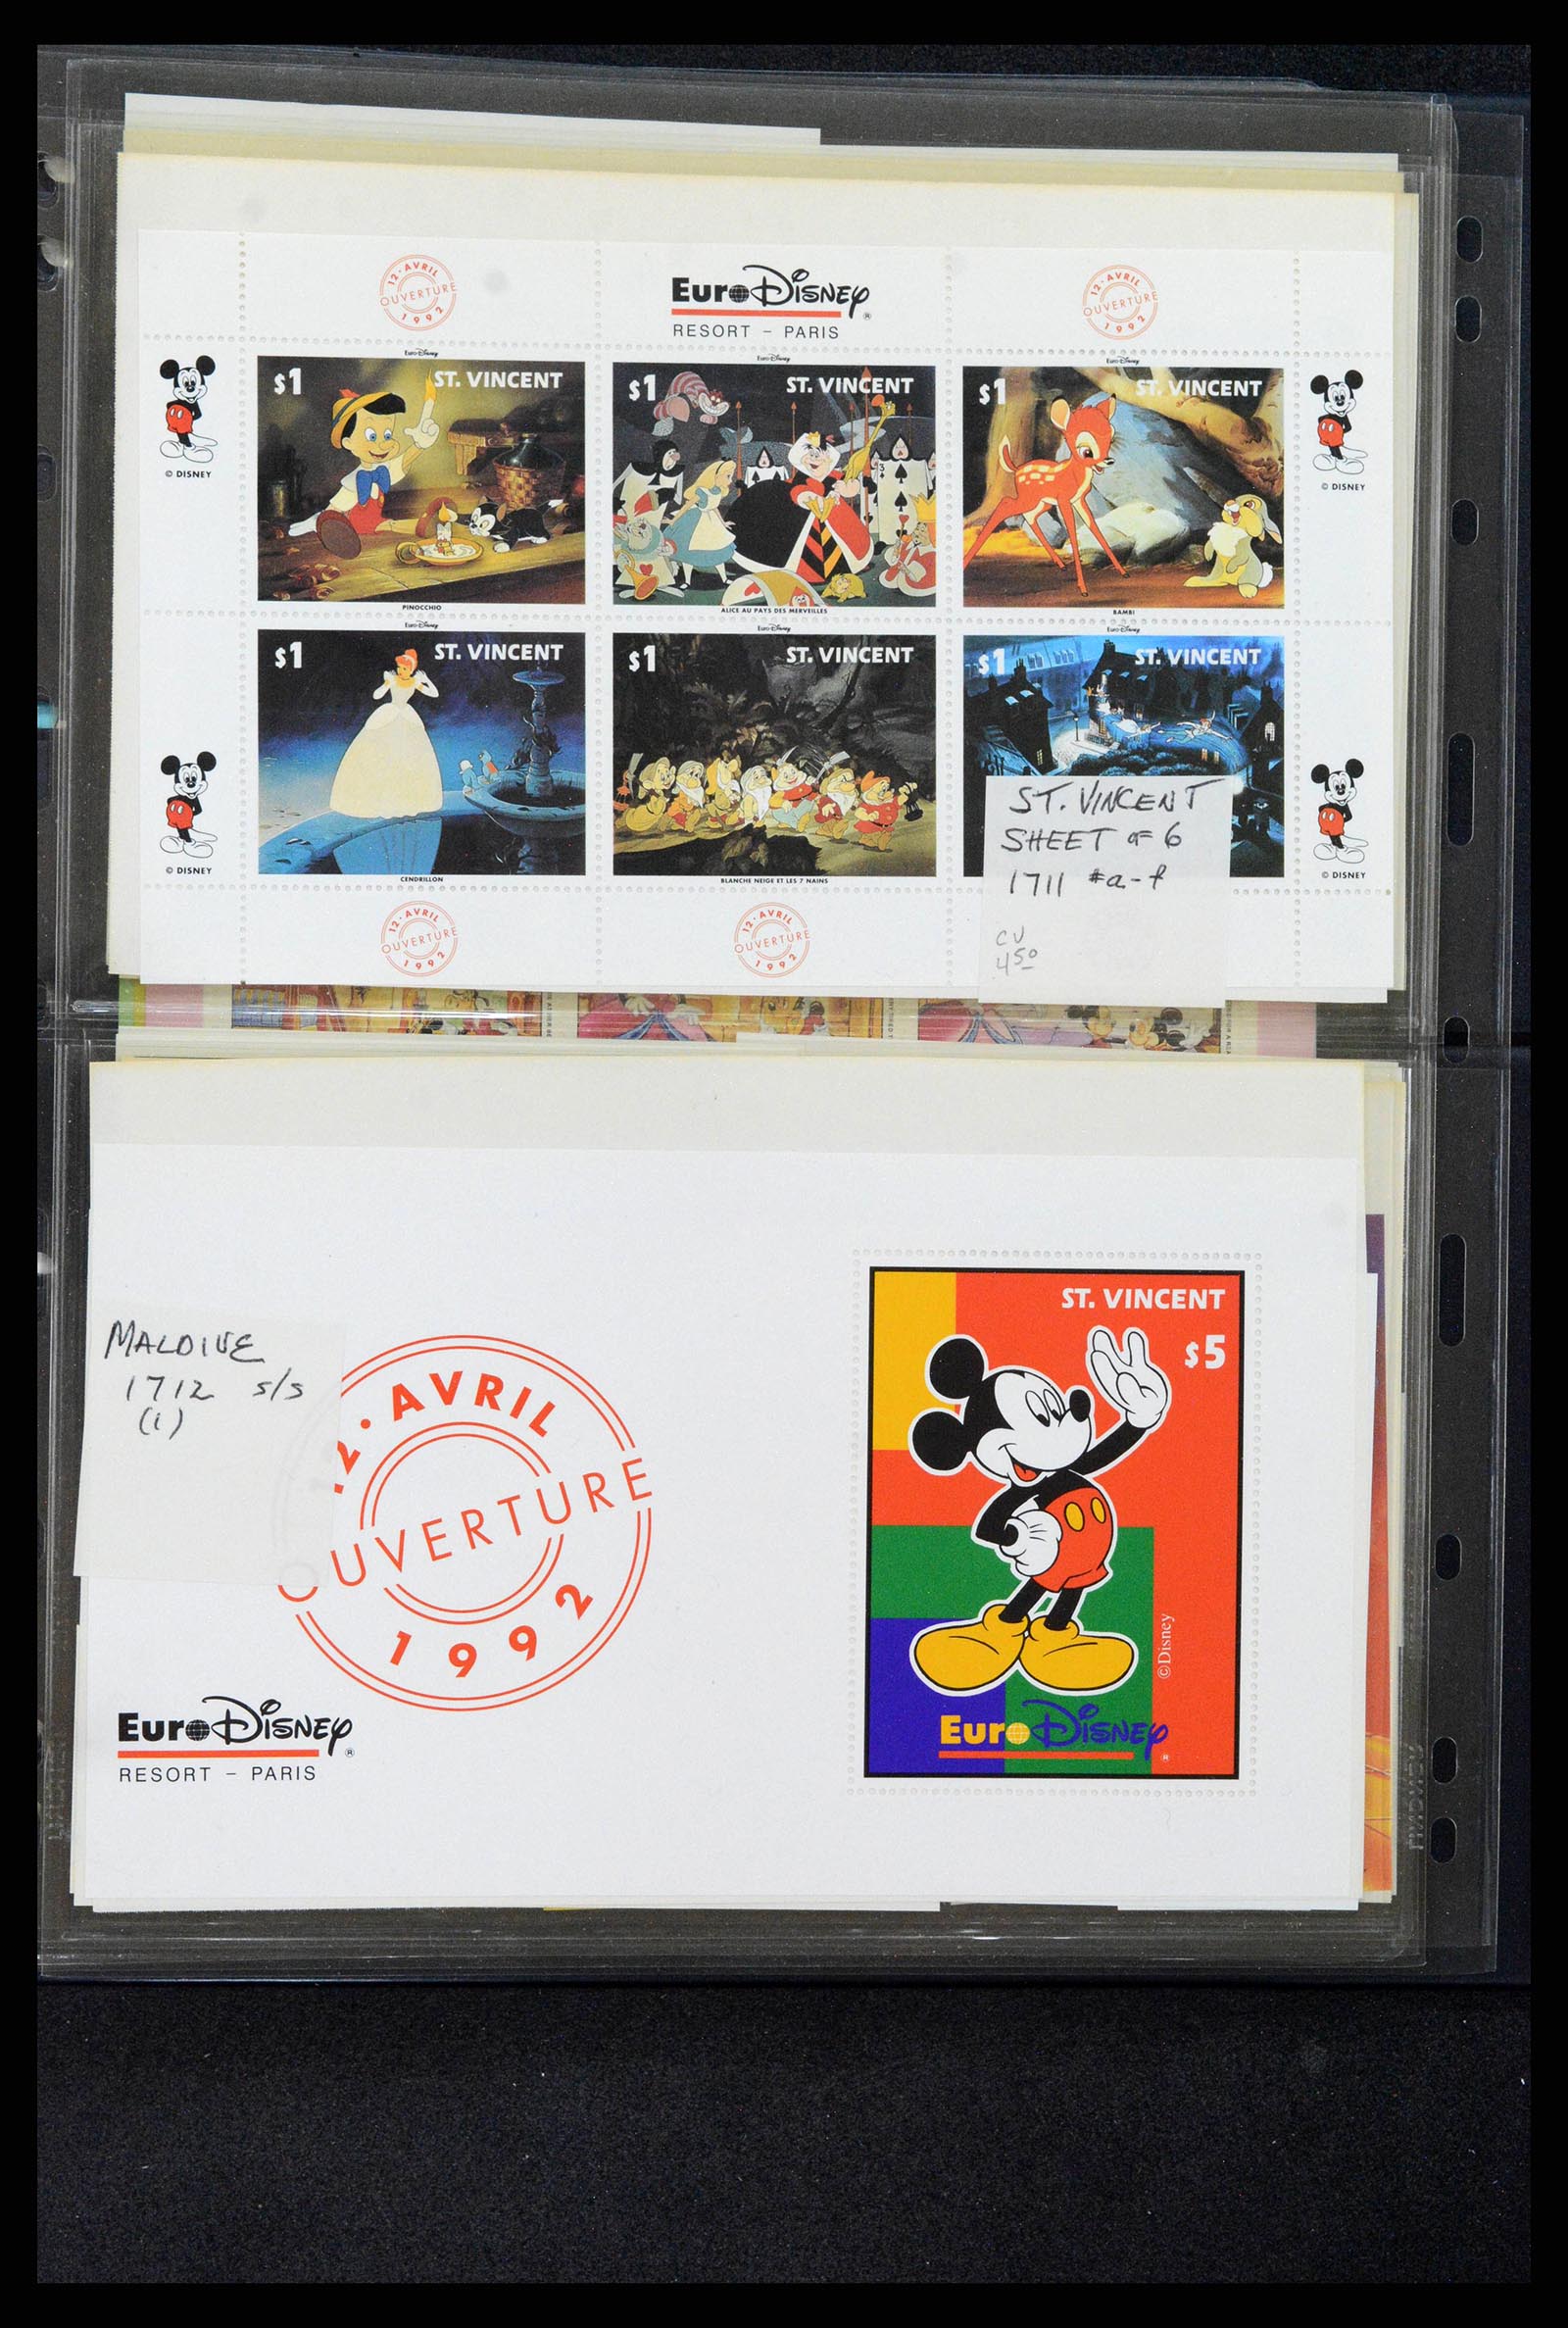 12·AVRIL
OUVERTURE
1992
EuroDisney®
RESORT – PARIS
12·AVRIL
OUVERTURE
1992
© DISNEY
EuroDisney
$1 ST. VINCENT
PINOCCHIO
EuroDisney
$1 ST. VINCENT
3
ALICE AU PAYS DES MERVEILLES
EuroDisney
$1 ST. VINCENT
BAMBI
© DISNEY
© DISNEY
EuroDisney
$1 ST. VINCENT
CENDRILLON
EuroDisney
$1 ST. VINCENT
BLANCHE NEIGE ET LES 7 NAINS
EuroDisney
$1 ST. VINCENT
© DISNEY
ST. VINCENT
SHEET OF 6
1711 #a-f
CV
4.50
12·AVRIL
OUVERTURE
1992
12·AVRIL
OUVERTURE
1992
MALDIVE
1712 s/s
(1)
12·AVRIL
OUVERTURE
1992
EuroDisney®
RESORT – PARIS
ST. VINCENT
$5
©Disney
EuroDisney®